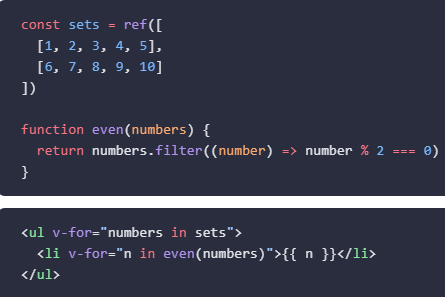 const sets = ref([
  [1, 2, 3, 4, 5],
  [6, 7, 8, 9, 10]
])

function even(numbers) {
  return numbers.filter((number) => number % 2 === 0)
}

<ul v-for="numbers in sets">
  <li v-for="n in even(numbers)">{{ n }}</li>
</ul>